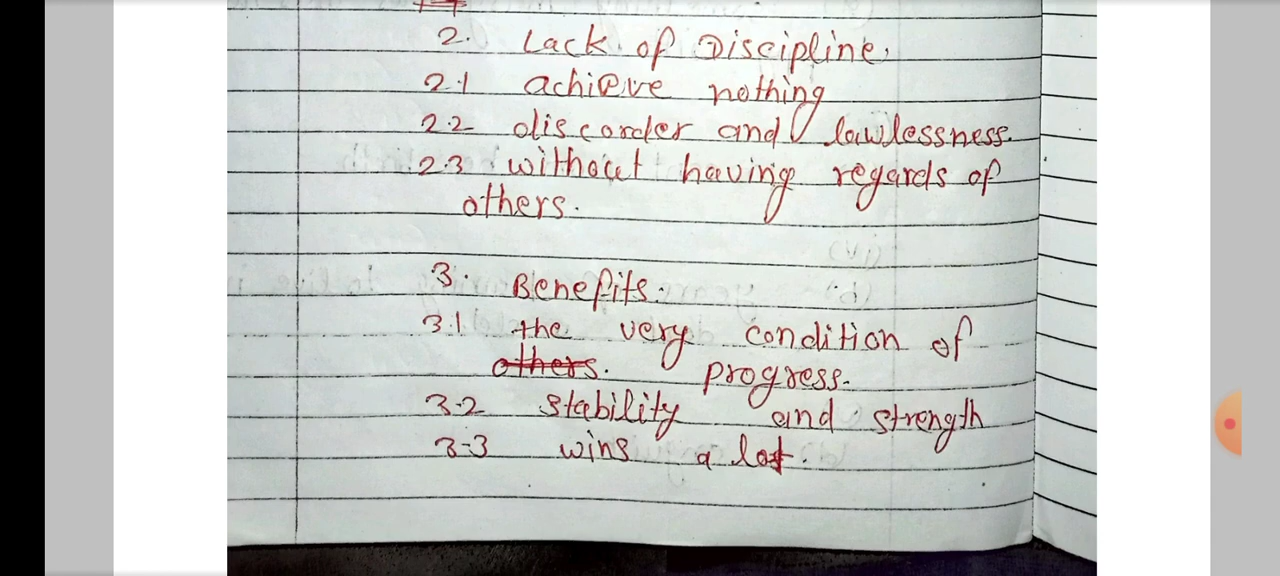 2. Lack of Discipline.
2.1 achieve nothing
2.2 discorder and lawlessness.
2.3 without having regards of
others.
3. Benefits.
3.1 the very condition of
others. progress.
3.2 stability and strength
3-3 wins a lot.